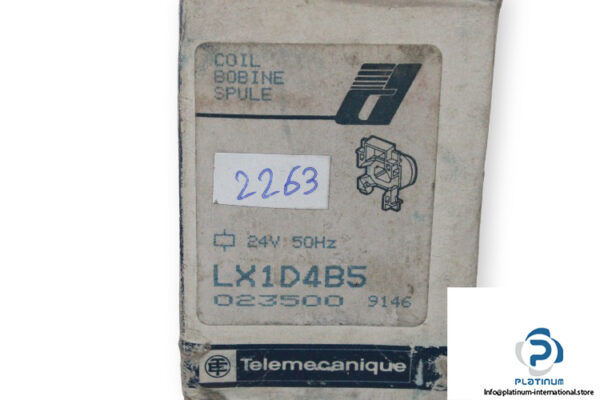 COIL
BOBINE
SPULE
2263
24V 50Hz
LX1D4B5
023500 9146
Telemecanique
PLATINUM
Info@platinum-international.store